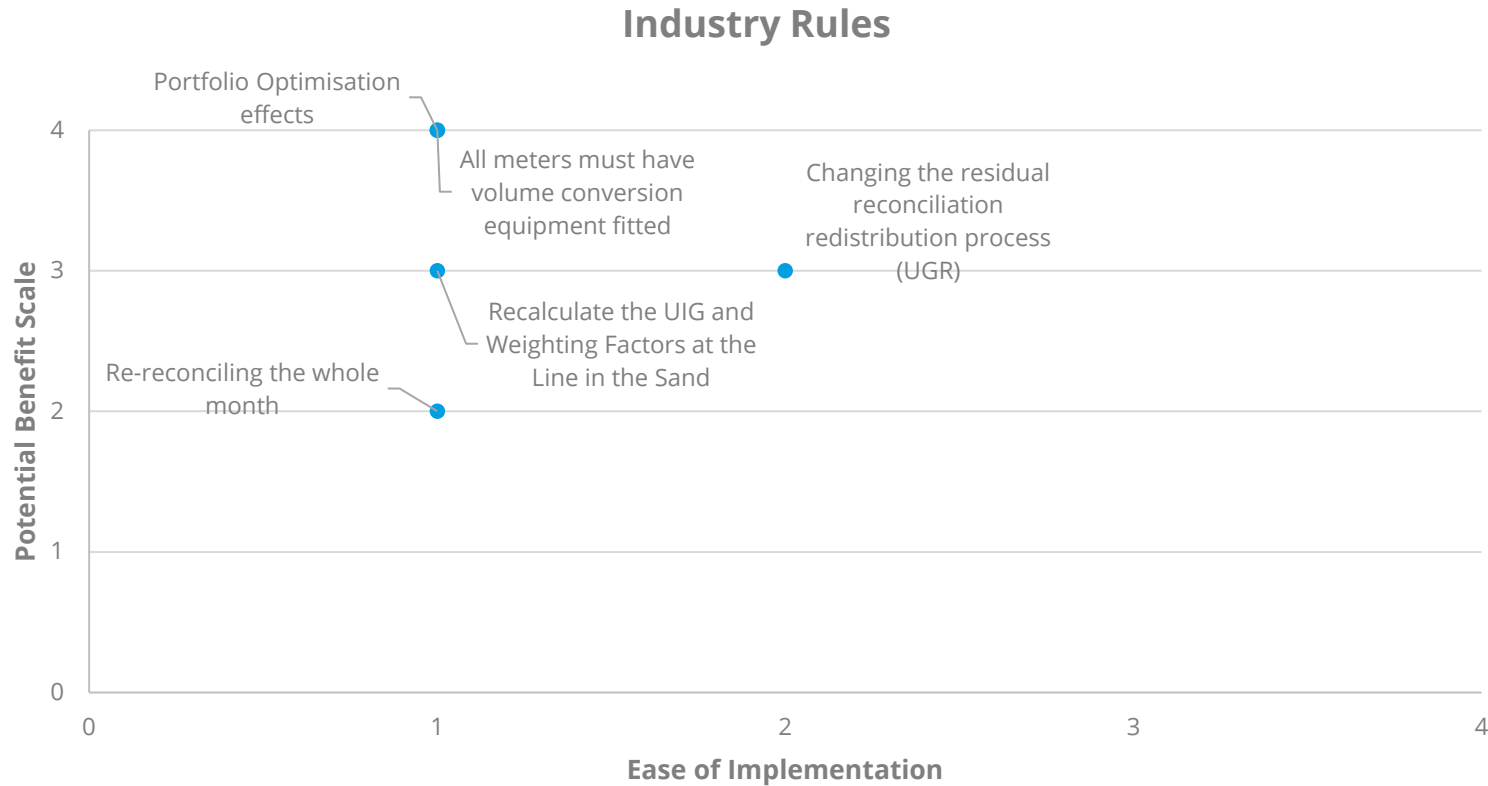 Industry Rules
Portfolio Optimisation
effects
All meters must have
volume conversion
equipment fitted
Changing the residual
reconciliation
redistribution process
(UGR)
Recalculate the UIG and
Weighting Factors at the
Line in the Sand
Re-reconciling the whole
month
Potential Benefit Scale
4
3
2
1
0
0
1
2
3
4
Ease of Implementation